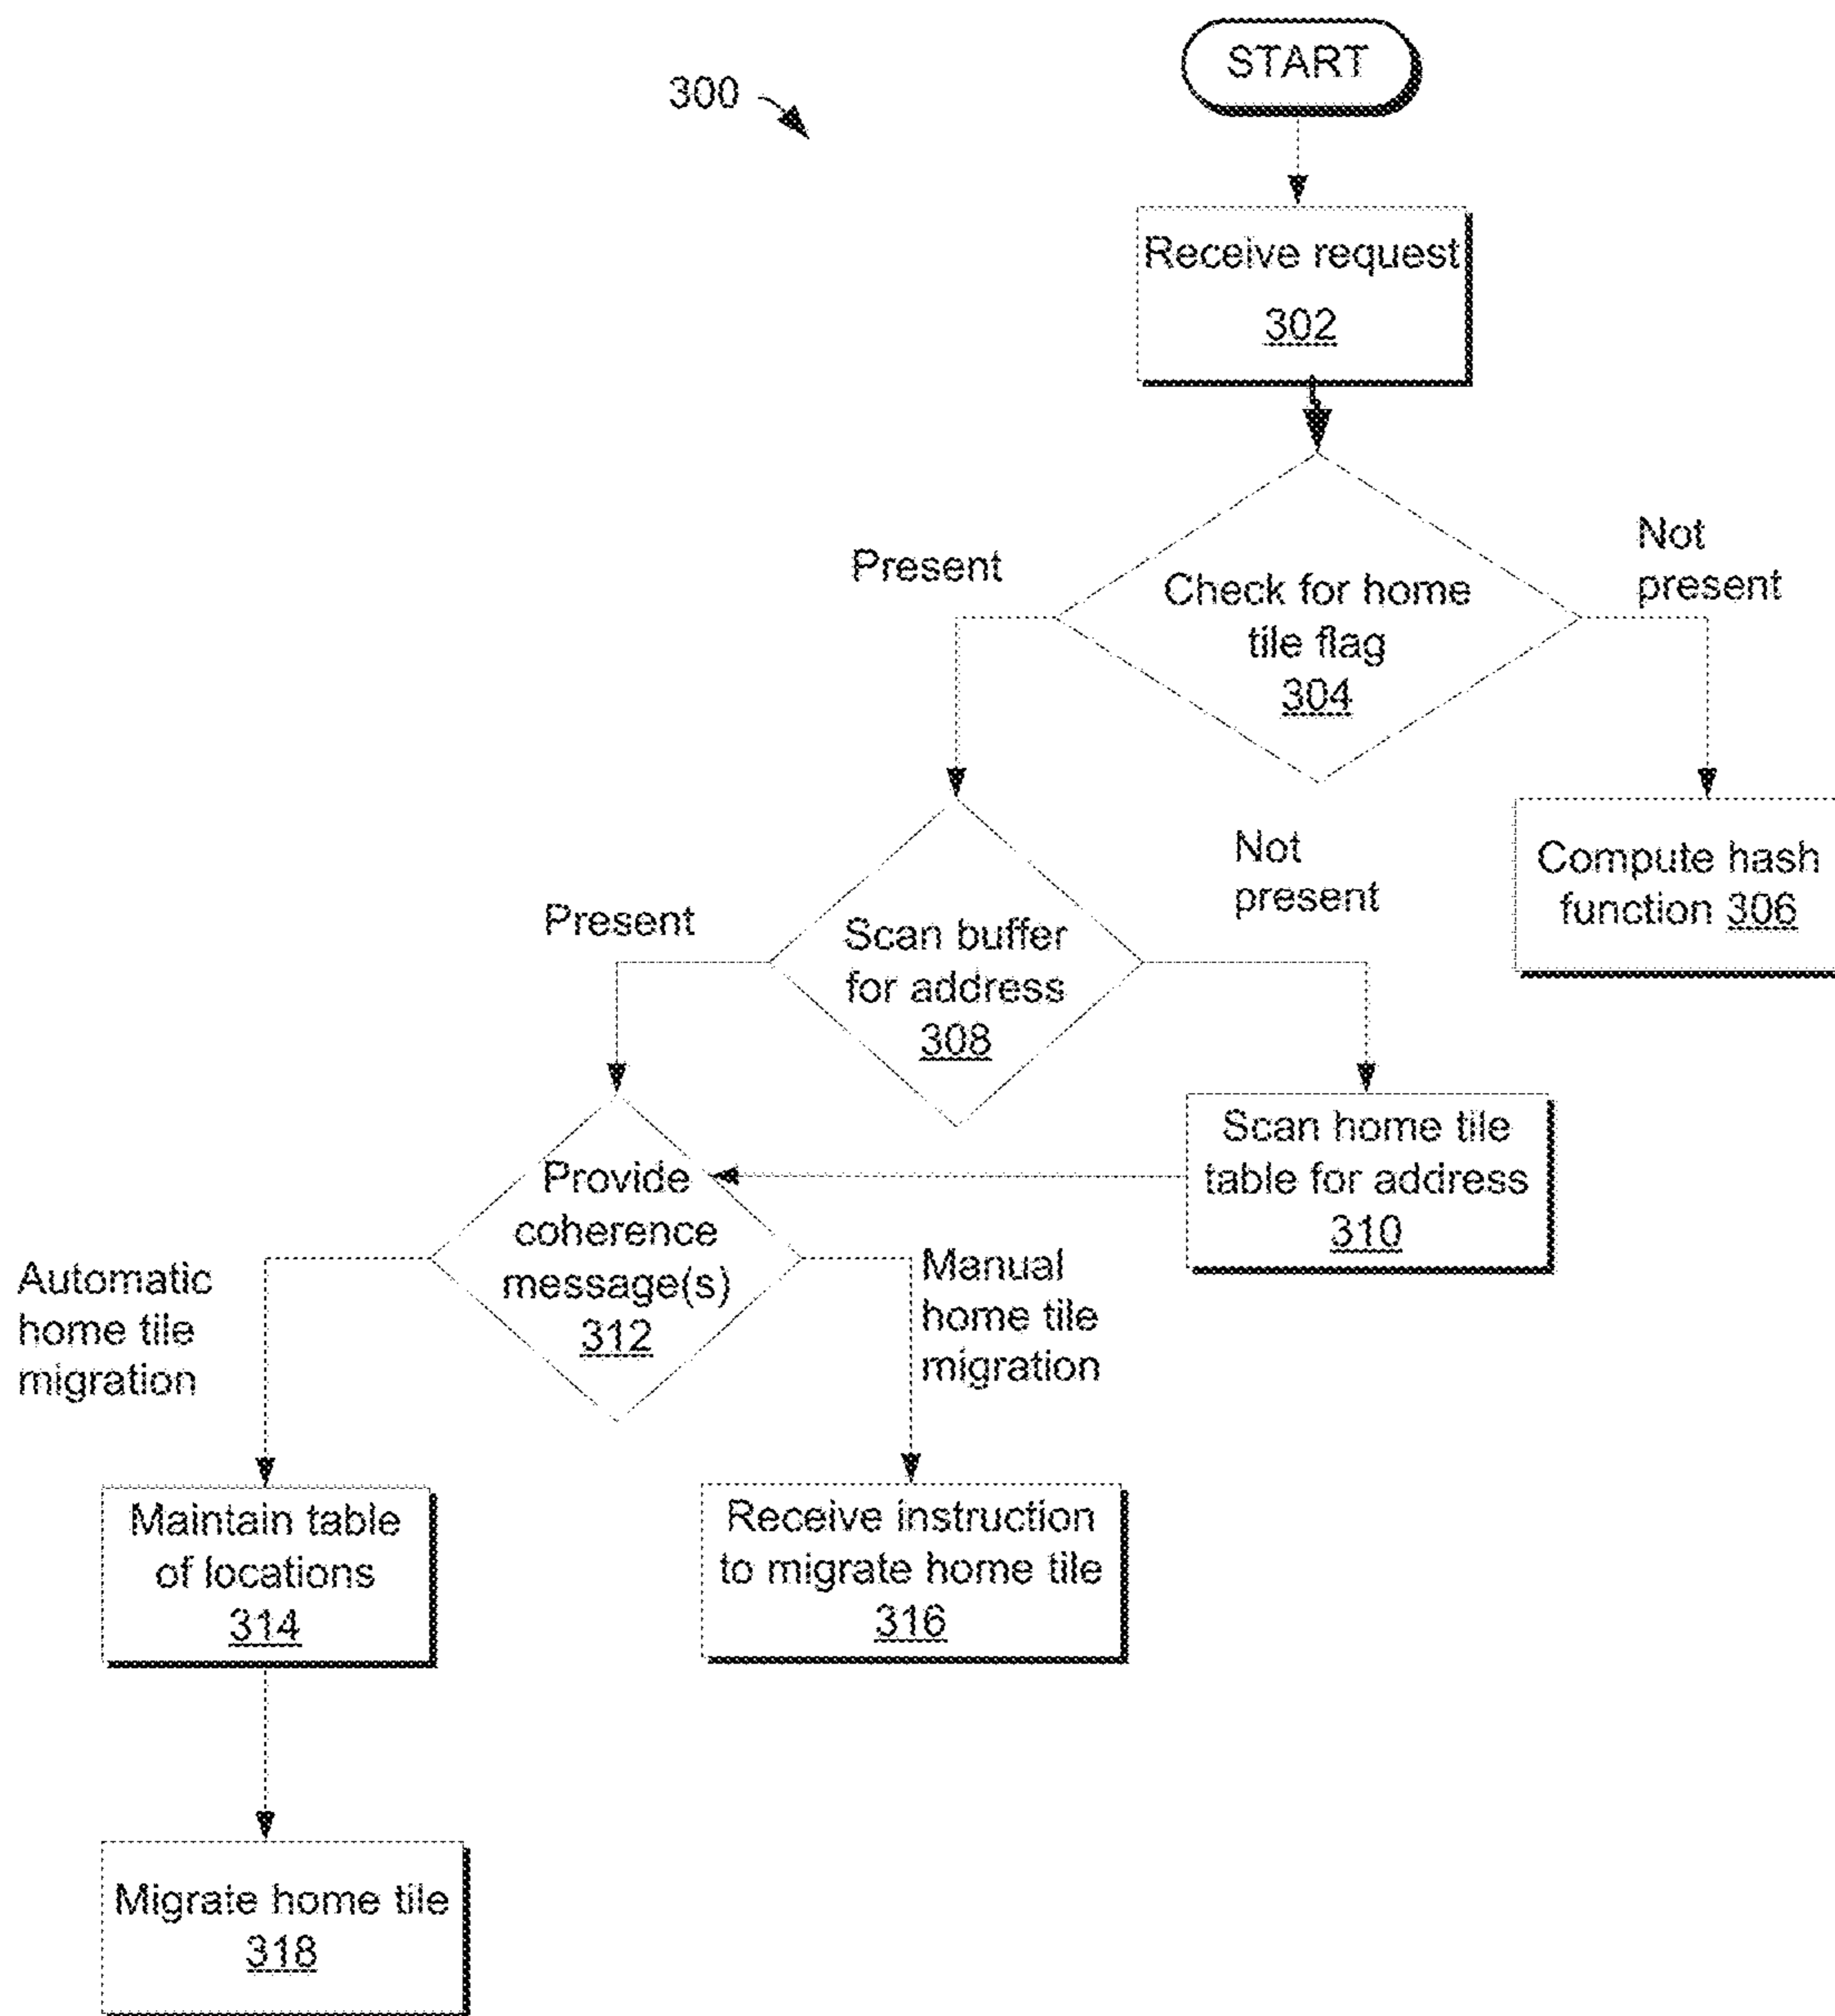 START
300
Receive request
302
Present
Not
present
Check for home
tile flag
304
Compute hash
function 306
Present
Not
present
Scan buffer
for address
308
Scan home tile
table for address
310
Provide
coherence
message(s)
312
Automatic
home tile
migration
Manual
home tile
migration
Maintain table
of locations
314
Receive instruction
to migrate home tile
316
Migrate home tile
318